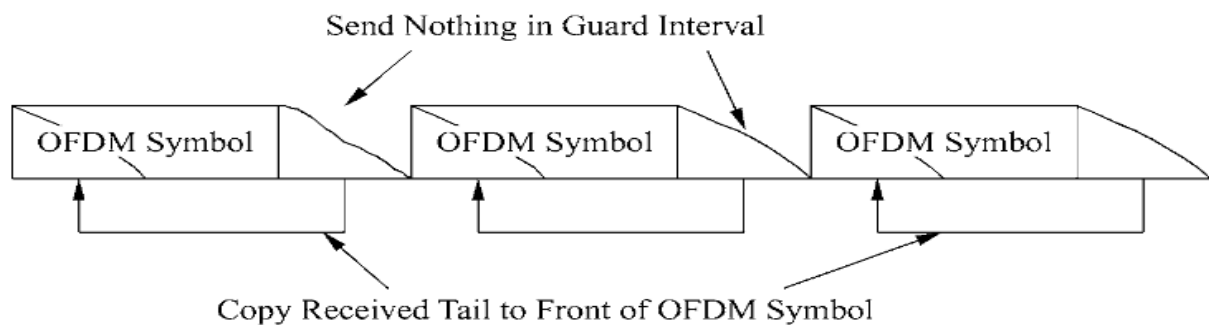 Send Nothing in Guard Interval
OFDM Symbol OFDM Symbol OFDM Symbol
Copy Received Tail to Front of OFDM Symbol